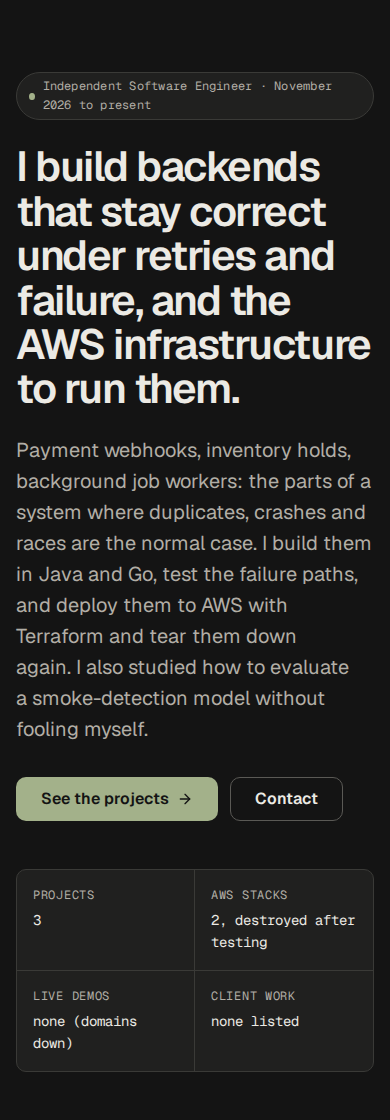 Independent Software Engineer · November
2026 to present
I build backends
that stay correct
under retries and
failure, and the
AWS infrastructure
to run them.
Payment webhooks, inventory holds,
background job workers: the parts of a
system where duplicates, crashes and
races are the normal case. I build them
in Java and Go, test the failure paths,
and deploy them to AWS with
Terraform and tear them down
again. I also studied how to evaluate
a smoke-detection model without
fooling myself.
See the projects →
Contact
PROJECTS
3
AWS STACKS
2, destroyed after
testing
LIVE DEMOS
none (domains
down)
CLIENT WORK
none listed